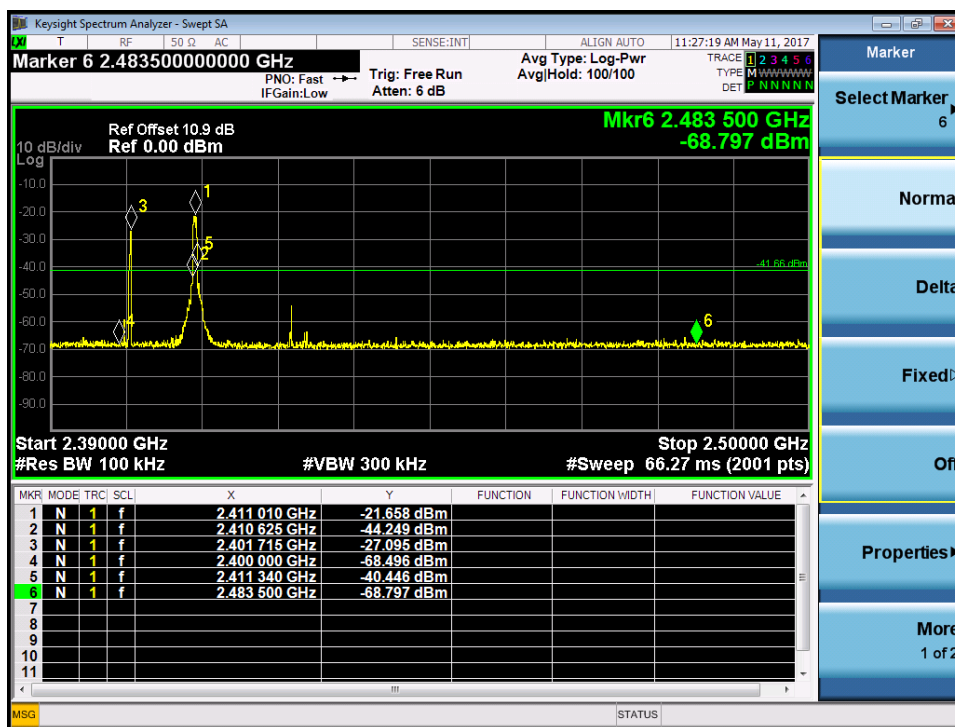 Keysight Spectrum Analyzer - Swept SA
LXI T RF 50 Ω AC SENSE:INT ALIGN AUTO 11:27:19 AM May 11, 2017
Marker 6 2.483500000000 GHz
PNO: Fast
IFGain:Low
Trig: Free Run
Atten: 6 dB
Avg Type: Log-Pwr
Avg|Hold: 100/100
TRACE 1 2 3 4 5 6
TYPE M WWWWW
DET P N N N N N
Mkr6 2.483 500 GHz
-68.797 dBm
Ref Offset 10.9 dB
10 dB/div Ref 0.00 dBm
Log
-10.0
-20.0
-30.0
-40.0
-50.0
-60.0
-70.0
-80.0
-90.0
1
3
5
2
4
6
-41.66 dBm
Start 2.39000 GHz Stop 2.50000 GHz
#Res BW 100 kHz #VBW 300 kHz #Sweep 66.27 ms (2001 pts)
MKR MODE TRC SCL X Y FUNCTION FUNCTION WIDTH FUNCTION VALUE
1 N 1 f 2.411 010 GHz -21.658 dBm
2 N 1 f 2.410 625 GHz -44.249 dBm
3 N 1 f 2.401 715 GHz -27.095 dBm
4 N 1 f 2.400 000 GHz -68.496 dBm
5 N 1 f 2.411 340 GHz -40.446 dBm
6 N 1 f 2.483 500 GHz -68.797 dBm
7
8
9
10
11
MSG STATUS
Marker
Select Marker
6
Norma
Delta
Fixed
Off
Properties
More
1 of 2